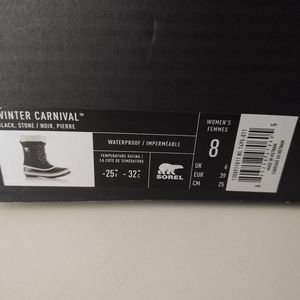 WINTER CARNIVAL™
BLACK, STONE / NOIR, PIERRE
WATERPROOF / IMPERMÉABLE
TEMPERATURE RATING /
LA COTE DE TEMÉRATURE
-25°F -32°C
SOREL
WOMEN'S
FEMMES
8
UK 6
EUR 39
CM 25